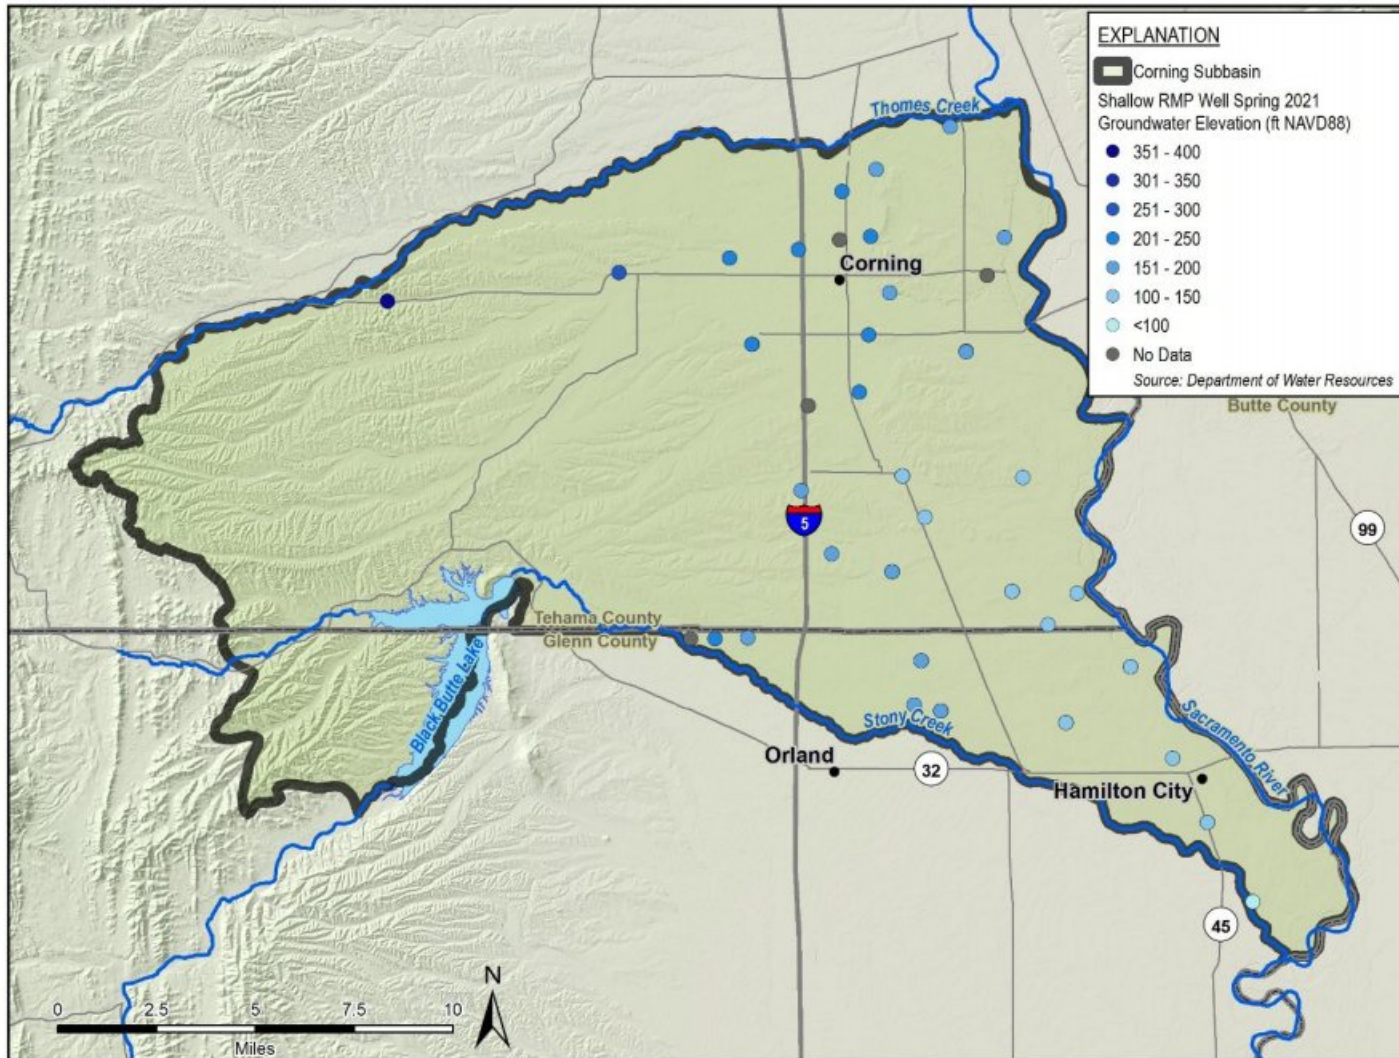 EXPLANATION
Corning Subbasin
Shallow RMP Well Spring 2021
Groundwater Elevation (ft NAVD88)
351 - 400
301 - 350
251 - 300
201 - 250
151 - 200
100 - 150
<100
No Data
Source: Department of Water Resources
Thomes Creek
Corning
Butte County
5
99
Tehama County
Glenn County
Black Butte Lake
Stony Creek
Sacramento River
Orland
32
Hamilton City
45
N
0 2.5 5 7.5 10
Miles